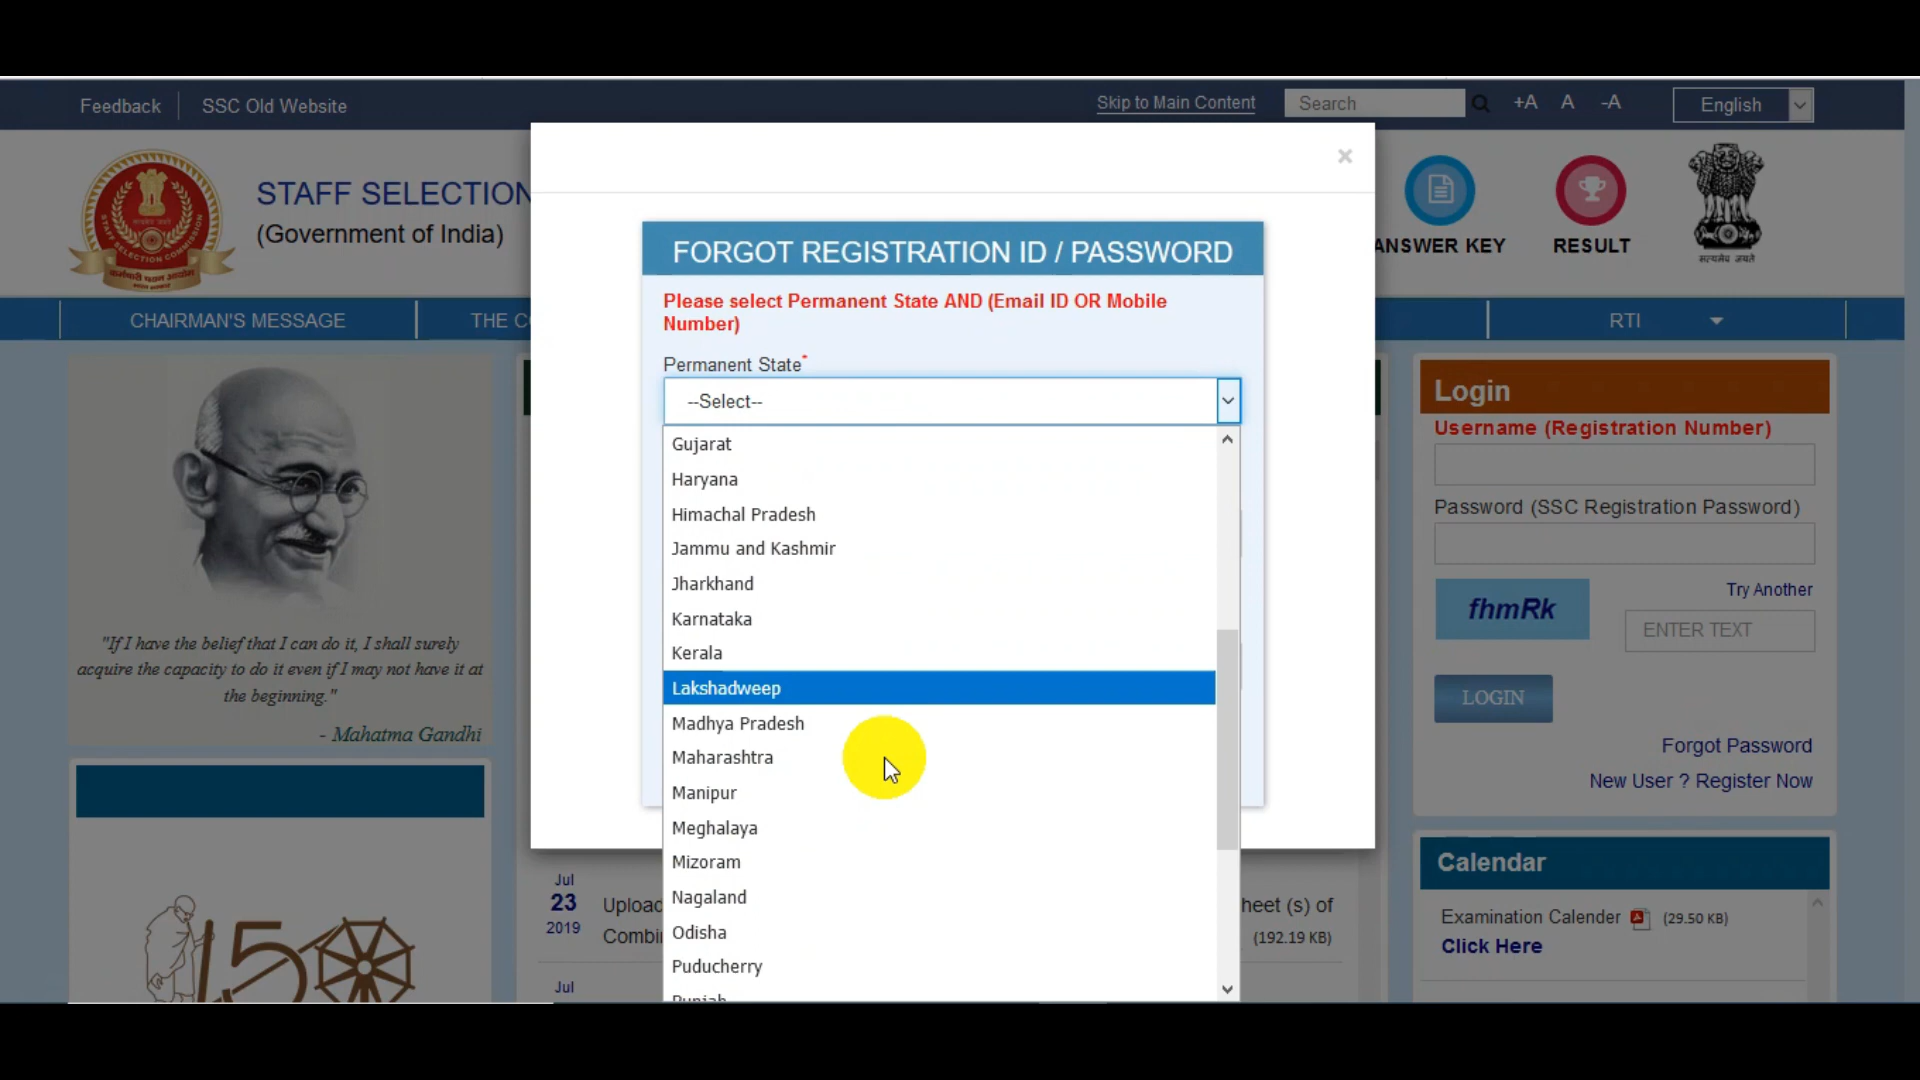 Feedback
SSC Old Website
Skip to Main Content
Search
+A
A
-A
English
STAFF SELECTION
(Government of India)
ANSWER KEY
RESULT
सत्यमेव जयते
CHAIRMAN'S MESSAGE
THE C
RTI
×
FORGOT REGISTRATION ID / PASSWORD
Please select Permanent State AND (Email ID OR Mobile
Number)
Permanent State*
--Select--
Gujarat
Haryana
Himachal Pradesh
Jammu and Kashmir
Jharkhand
Karnataka
Kerala
Lakshadweep
Madhya Pradesh
Maharashtra
Manipur
Meghalaya
Mizoram
Nagaland
Odisha
Puducherry
Punjab
"If I have the belief that I can do it, I shall surely
acquire the capacity to do it even if I may not have it at
the beginning."
- Mahatma Gandhi
150
Jul
23
2019
Uploa
heet (s) of
Combi
(192.19 KB)
Jul
Login
Username (Registration Number)
Password (SSC Registration Password)
fhmRk
Try Another
ENTER TEXT
LOGIN
Forgot Password
New User ? Register Now
Calendar
Examination Calender
(29.50 KB)
Click Here